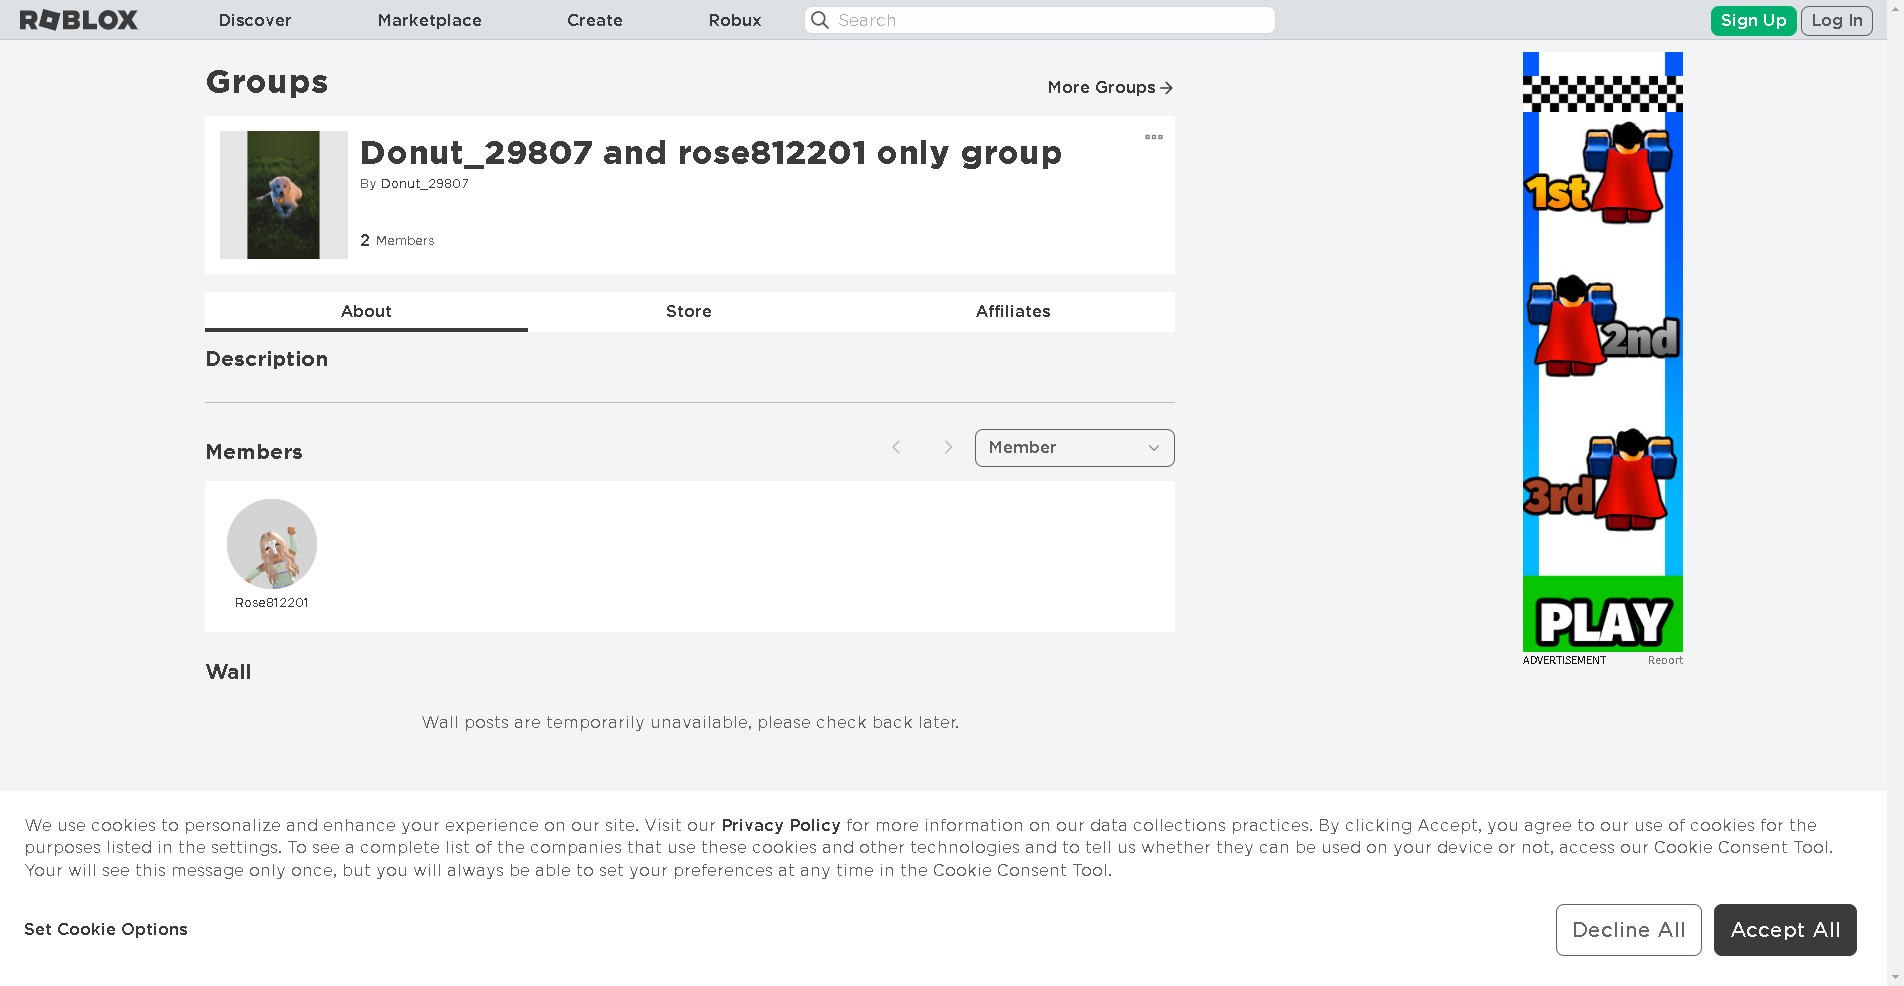 ROBLOX Discover Marketplace Create Robux Search Sign Up Log In
Groups
More Groups
Donut_29807 and rose812201 only group
By Donut_29807
2 Members
About Store Affiliates
Description
Members
Member
Rose812201
Wall
Wall posts are temporarily unavailable, please check back later.
1st
2nd
3rd
PLAY
ADVERTISEMENT Report
We use cookies to personalize and enhance your experience on our site. Visit our Privacy Policy for more information on our data collections practices. By clicking Accept, you agree to our use of cookies for the
purposes listed in the settings. To see a complete list of the companies that use these cookies and other technologies and to tell us whether they can be used on your device or not, access our Cookie Consent Tool.
Your will see this message only once, but you will always be able to set your preferences at any time in the Cookie Consent Tool.
Set Cookie Options
Decline All
Accept All